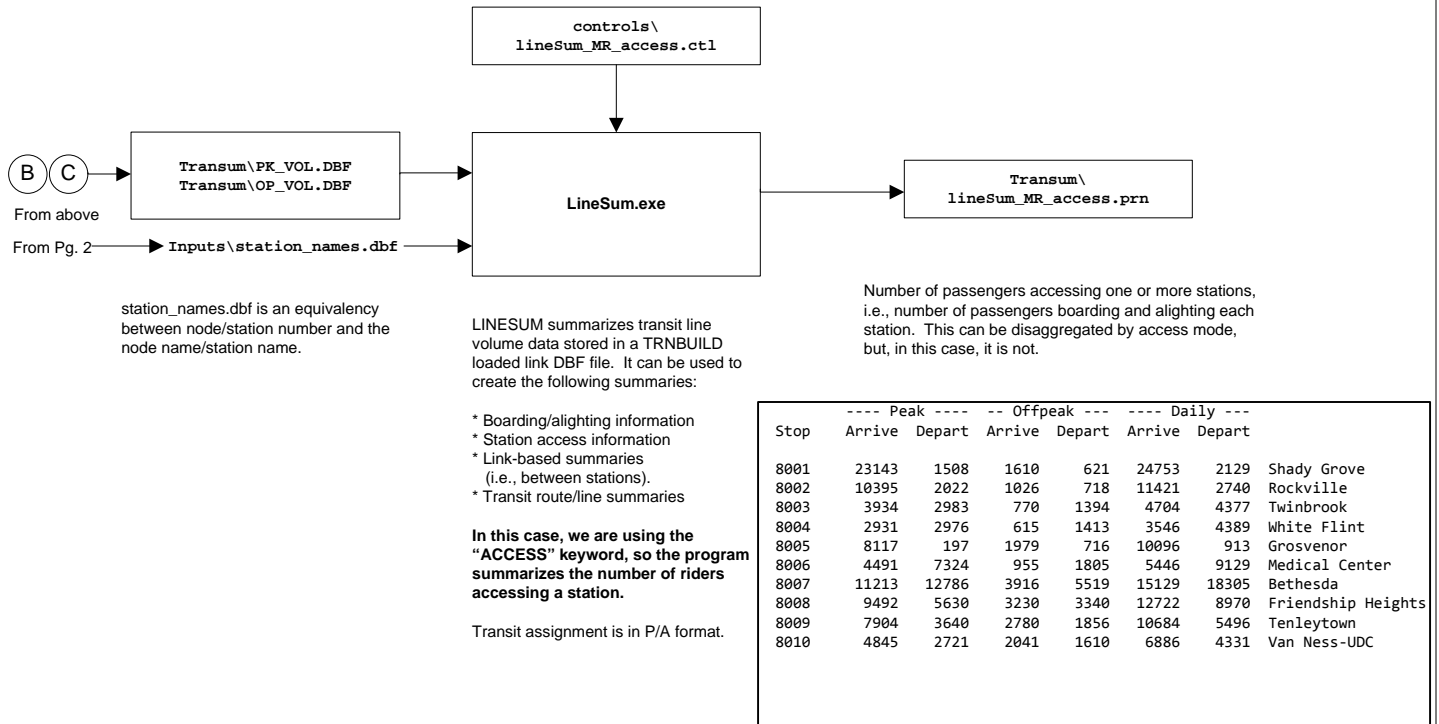 controls\
lineSum_MR_access.ctl
B C
From above
Transum\PK_VOL.DBF
Transum\OP_VOL.DBF
LineSum.exe
Transum\
lineSum_MR_access.prn
From Pg. 2
Inputs\station_names.dbf
station_names.dbf is an equivalency
between node/station number and the
node name/station name.
LINESUM summarizes transit line
volume data stored in a TRNBUILD
loaded link DBF file. It can be used to
create the following summaries:
* Boarding/alighting information
* Station access information
* Link-based summaries
(i.e., between stations).
* Transit route/line summaries
In this case, we are using the
“ACCESS” keyword, so the program
summarizes the number of riders
accessing a station.
Transit assignment is in P/A format.
Number of passengers accessing one or more stations,
i.e., number of passengers boarding and alighting each
station. This can be disaggregated by access mode,
but, in this case, it is not.
---- Peak ---- -- Offpeak --- ---- Daily ---
Stop Arrive Depart Arrive Depart Arrive Depart
8001 23143 1508 1610 621 24753 2129 Shady Grove
8002 10395 2022 1026 718 11421 2740 Rockville
8003 3934 2983 770 1394 4704 4377 Twinbrook
8004 2931 2976 615 1413 3546 4389 White Flint
8005 8117 197 1979 716 10096 913 Grosvenor
8006 4491 7324 955 1805 5446 9129 Medical Center
8007 11213 12786 3916 5519 15129 18305 Bethesda
8008 9492 5630 3230 3340 12722 8970 Friendship Heights
8009 7904 3640 2780 1856 10684 5496 Tenleytown
8010 4845 2721 2041 1610 6886 4331 Van Ness-UDC